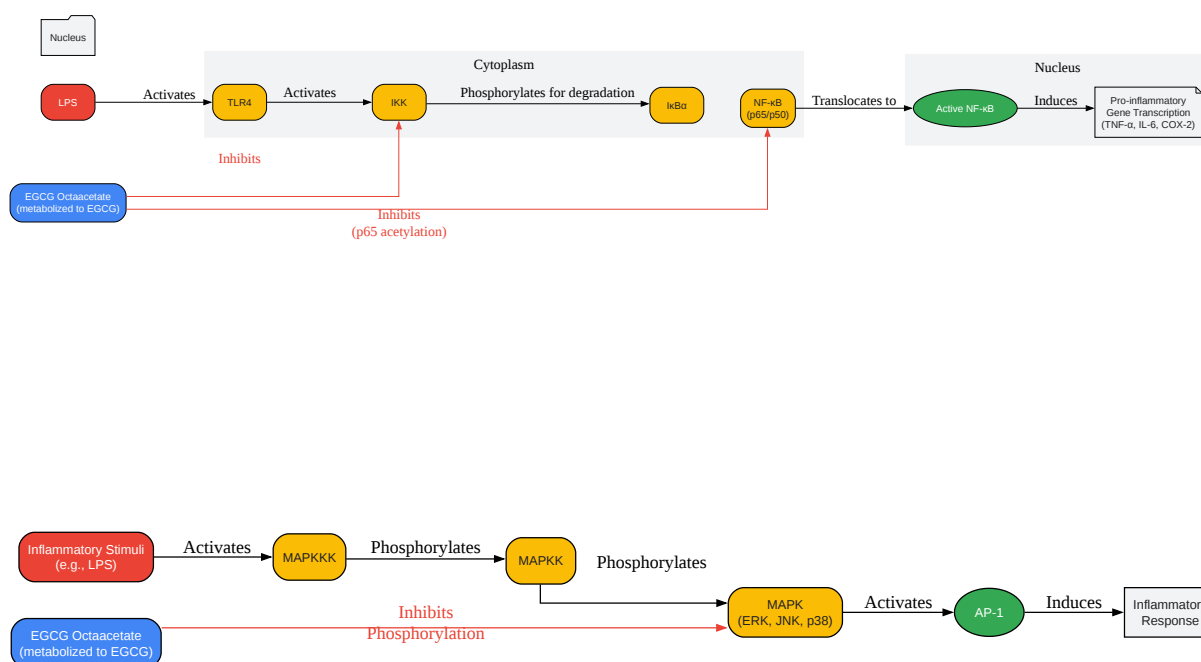 Nucleus
Cytoplasm
Nucleus
LPS
Activates
TLR4
Activates
IKK
Phosphorylates for degradation
IκBα
NF-κB
(p65/p50)
Translocates to
Active NF-κB
Induces
Pro-inflammatory
Gene Transcription
(TNF-α, IL-6, COX-2)
Inhibits
EGCG Octaacetate
(metabolized to EGCG)
Inhibits
(p65 acetylation)
Inflammatory Stimuli
(e.g., LPS)
Activates
MAPKKK
Phosphorylates
MAPKK
Phosphorylates
MAPK
(ERK, JNK, p38)
Activates
AP-1
Induces
Inflammator
Response
Inhibits
Phosphorylation
EGCG Octaacetate
(metabolized to EGCG)